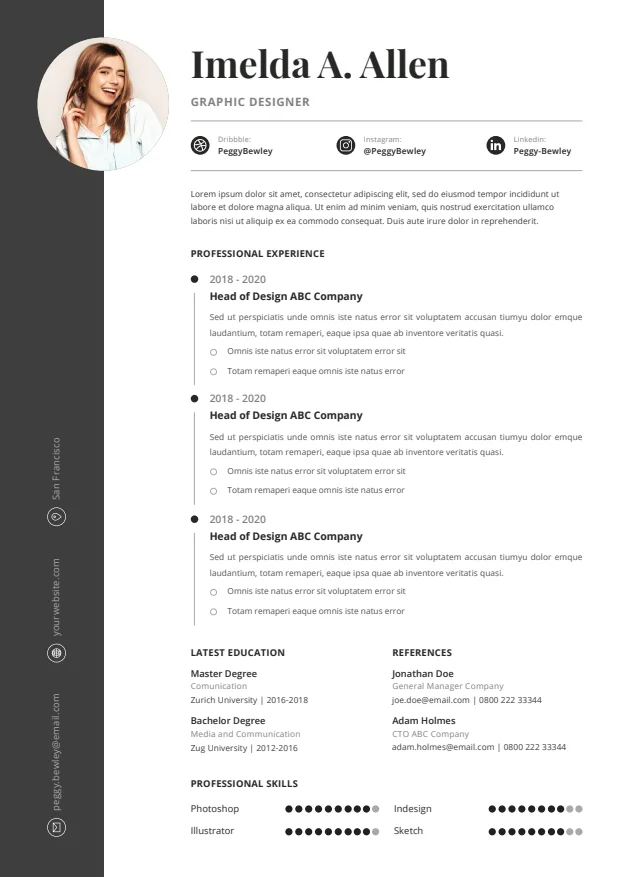 Imelda A. Allen
GRAPHIC DESIGNER
Dribbble:
PeggyBewley
Instagram:
@PeggyBewley
Linkedin:
Peggy-Bewley
Lorem ipsum dolor sit amet, consectetur adipiscing elit, sed do eiusmod tempor incididunt ut
labore et dolore magna aliqua. Ut enim ad minim veniam, quis nostrud exercitation ullamco
laboris nisi ut aliquip ex ea commodo consequat. Duis aute irure dolor in reprehenderit.
PROFESSIONAL EXPERIENCE
2018 - 2020
Head of Design ABC Company
Sed ut perspiciatis unde omnis iste natus error sit voluptatem accusan tiumyu dolor emque
laudantium, totam remaperi, eaque ipsa quae ab inventore veritatis quasi.
Omnis iste natus error sit voluptatem error sit
Totam remaperi eaque omnis iste natus error
2018 - 2020
Head of Design ABC Company
Sed ut perspiciatis unde omnis iste natus error sit voluptatem accusan tiumyu dolor emque
laudantium, totam remaperi, eaque ipsa quae ab inventore veritatis quasi.
Omnis iste natus error sit voluptatem error sit
Totam remaperi eaque omnis iste natus error
2018 - 2020
Head of Design ABC Company
Sed ut perspiciatis unde omnis iste natus error sit voluptatem accusan tiumyu dolor emque
laudantium, totam remaperi, eaque ipsa quae ab inventore veritatis quasi.
Omnis iste natus error sit voluptatem error sit
Totam remaperi eaque omnis iste natus error
LATEST EDUCATION
Master Degree
Comunication
Zurich University | 2016-2018
Bachelor Degree
Media and Communication
Zug University | 2012-2016
REFERENCES
Jonathan Doe
General Manager Company
joe.doe@email.com | 0800 222 33344
Adam Holmes
CTO ABC Company
adam.holmes@email.com | 0800 222 33344
PROFESSIONAL SKILLS
Photoshop
Indesign
Illustrator
Sketch
San Francisco
yourwebsite.com
peggy.bewley@email.com
in